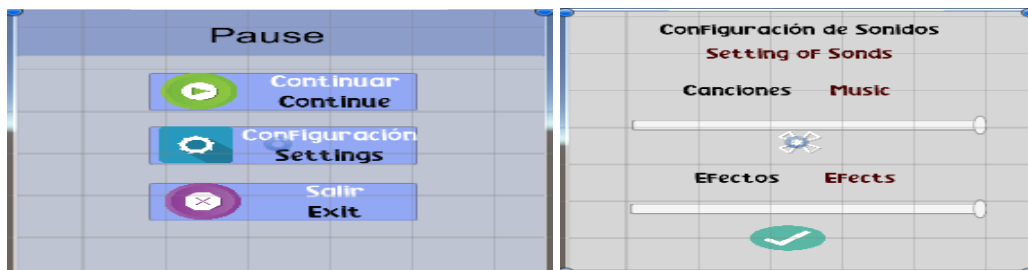 Pause
Continuar
Continue
Configuración
Settings
Salir
Exit
Configuración de Sonidos
Setting of Sonds
Canciones Music
Efectos Efects